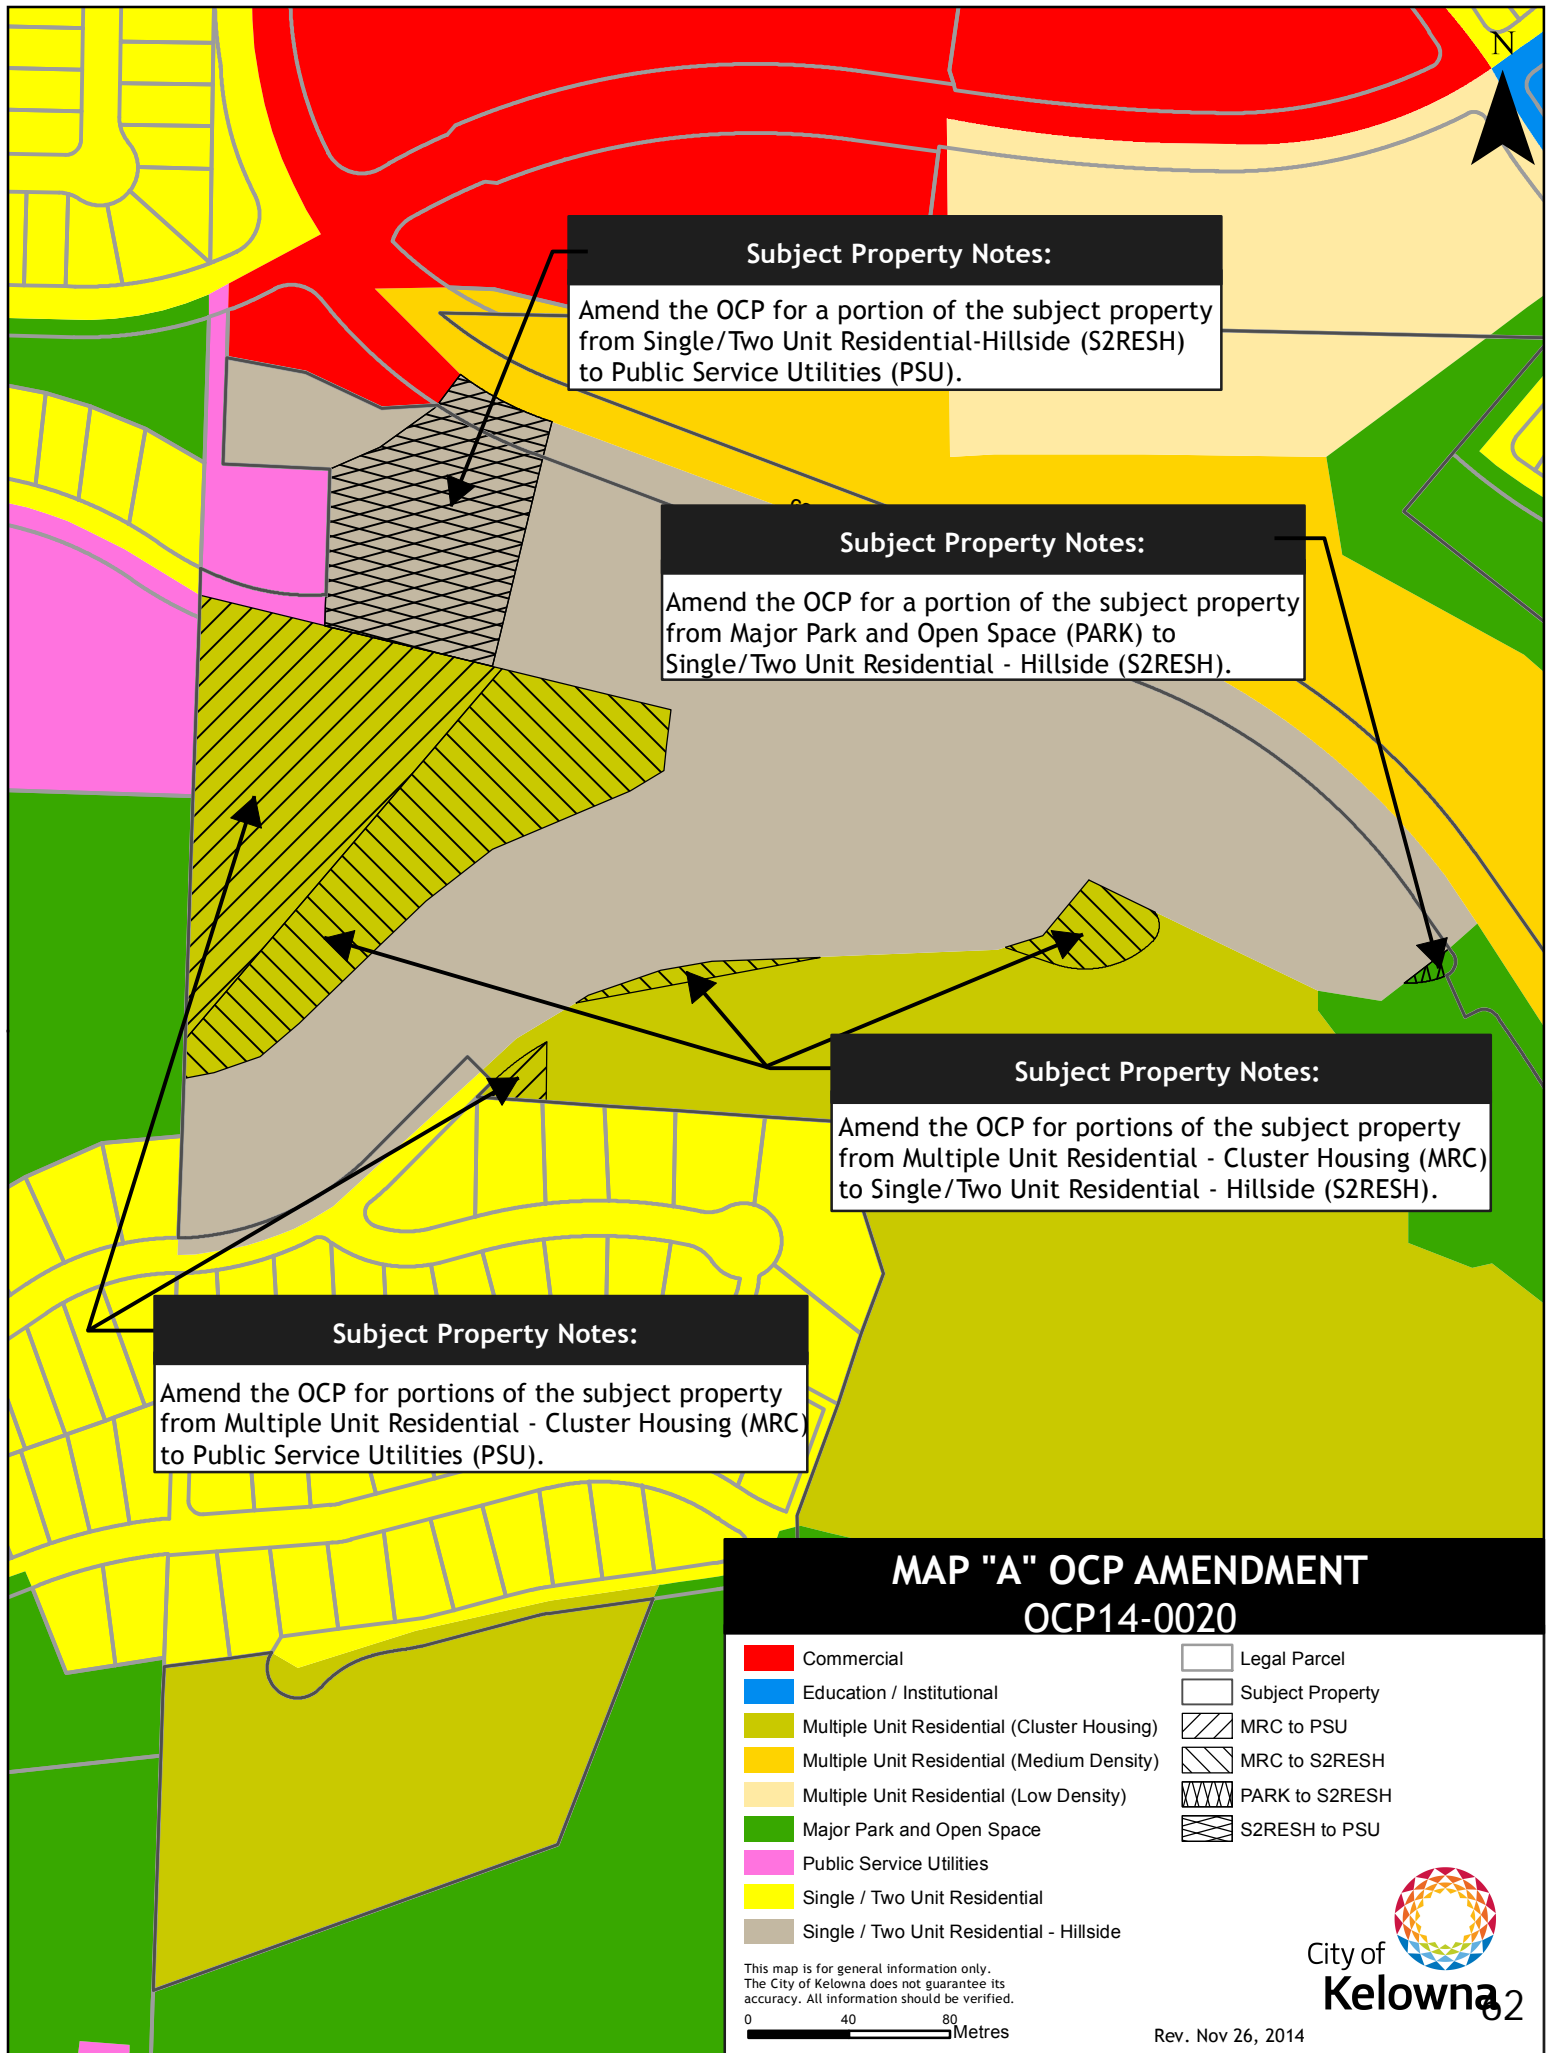 N
Subject Property Notes:
Amend the OCP for a portion of the subject property
from Single/Two Unit Residential-Hillside (S2RESH)
to Public Service Utilities (PSU).
Subject Property Notes:
Amend the OCP for a portion of the subject property
from Major Park and Open Space (PARK) to
Single/Two Unit Residential - Hillside (S2RESH).
Subject Property Notes:
Amend the OCP for portions of the subject property
from Multiple Unit Residential - Cluster Housing (MRC)
to Single/Two Unit Residential - Hillside (S2RESH).
Subject Property Notes:
Amend the OCP for portions of the subject property
from Multiple Unit Residential - Cluster Housing (MRC)
to Public Service Utilities (PSU).
MAP "A" OCP AMENDMENT
OCP14-0020
Commercial
Education / Institutional
Multiple Unit Residential (Cluster Housing)
Multiple Unit Residential (Medium Density)
Multiple Unit Residential (Low Density)
Major Park and Open Space
Public Service Utilities
Single / Two Unit Residential
Single / Two Unit Residential - Hillside
Legal Parcel
Subject Property
MRC to PSU
MRC to S2RESH
PARK to S2RESH
S2RESH to PSU
This map is for general information only.
The City of Kelowna does not guarantee its
accuracy. All information should be verified.
0 40 80
Metres
Rev. Nov 26, 2014
City of
Kelowna
62